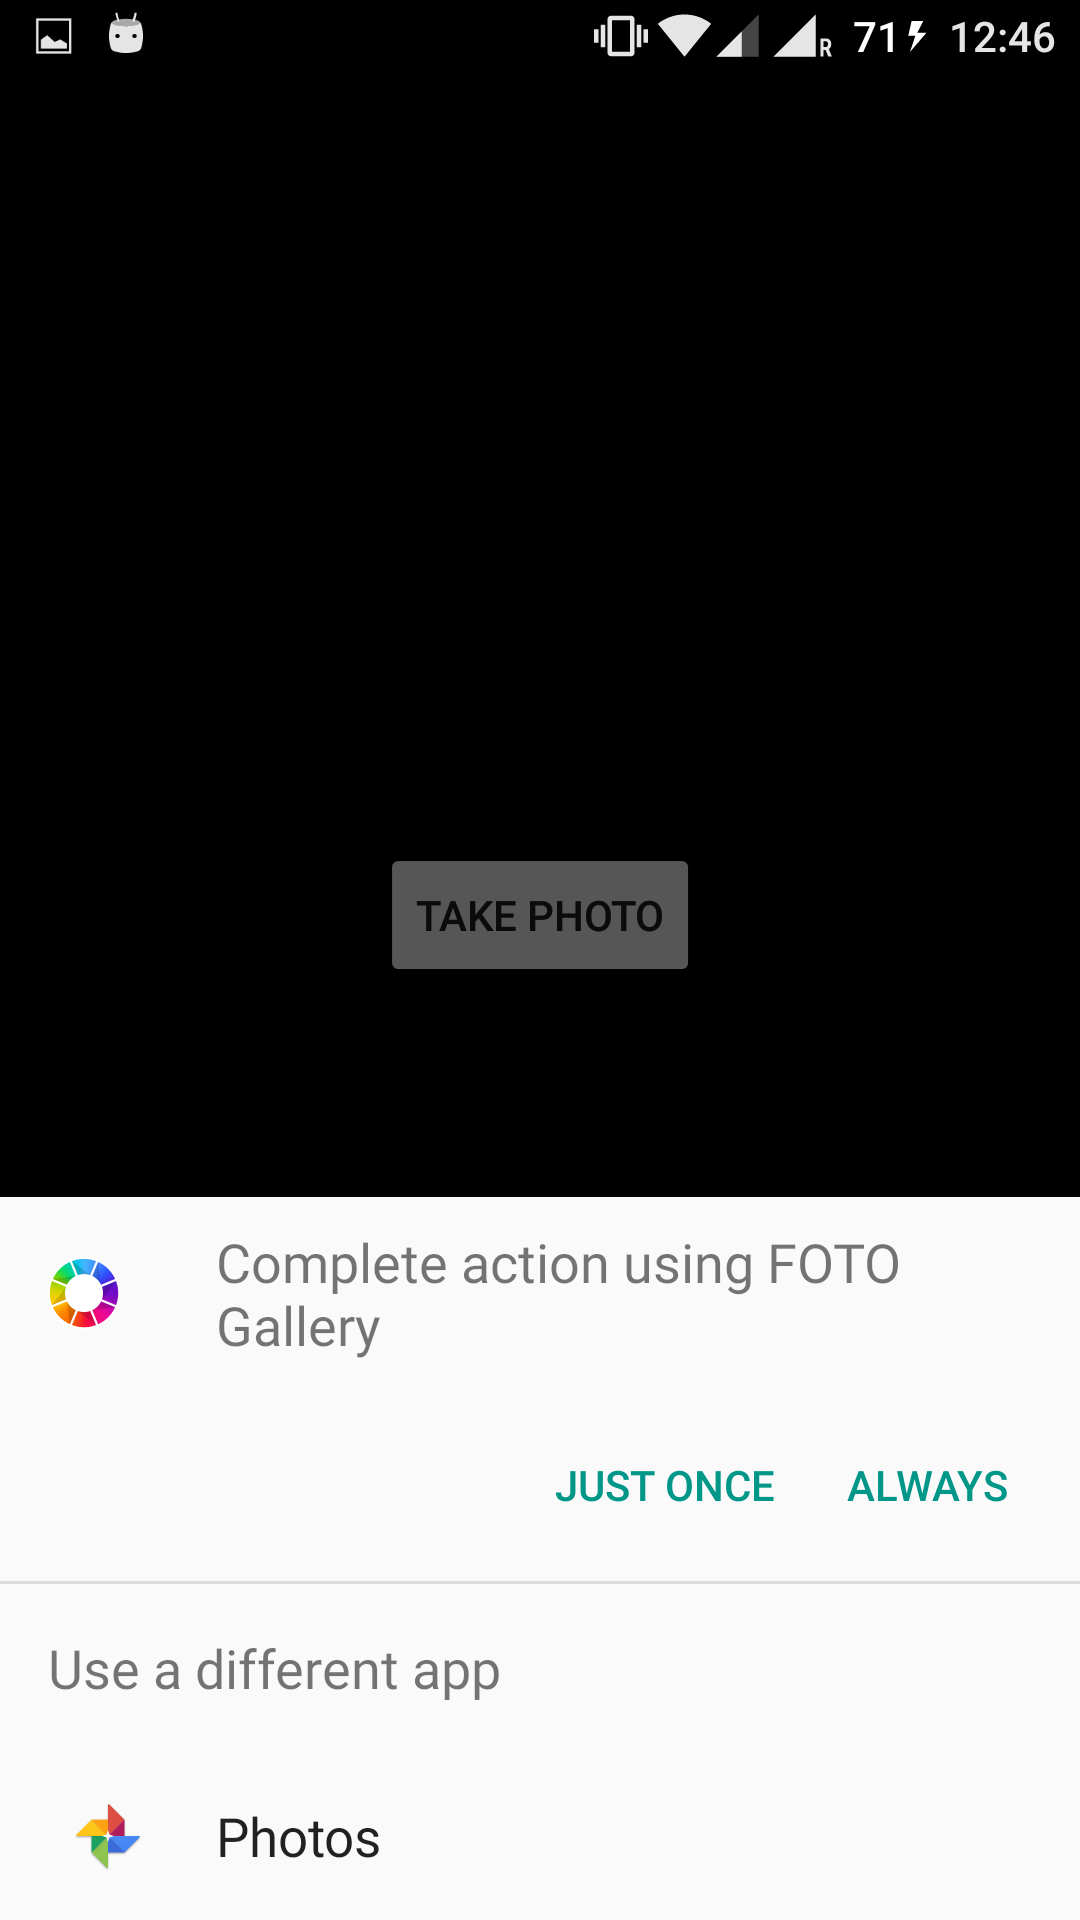 R 71 12:46
TAKE PHOTO
Complete action using FOTO
Gallery
JUST ONCE ALWAYS
Use a different app
Photos